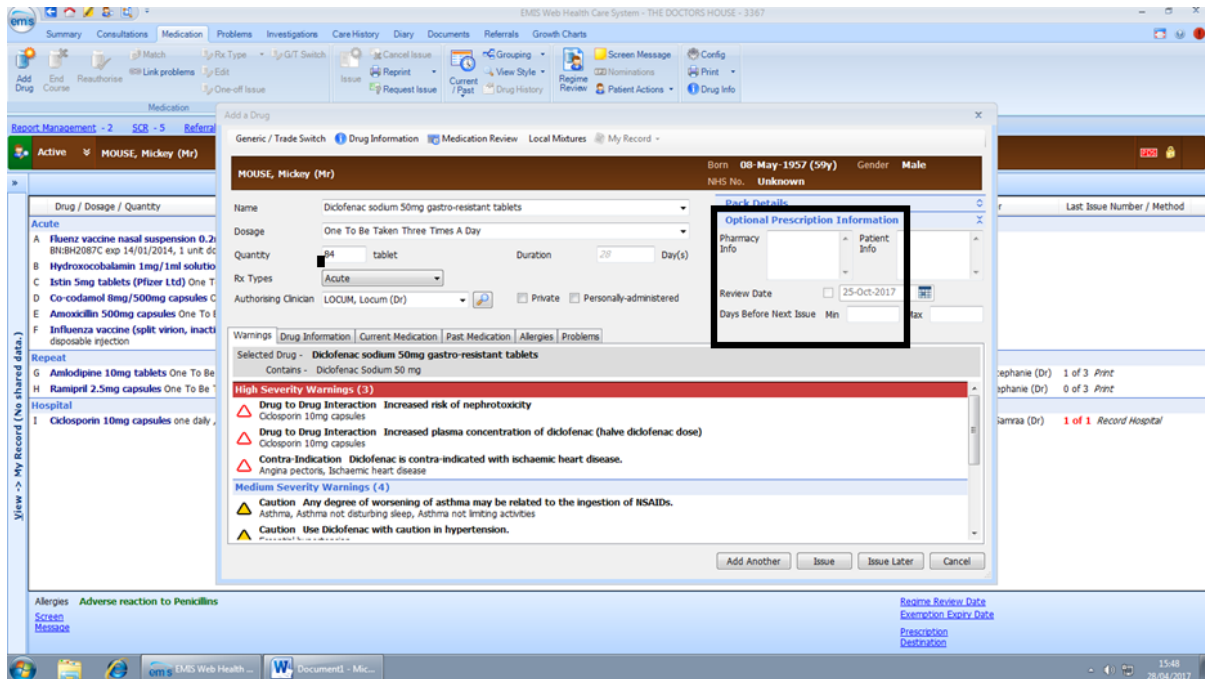 EMIS Web Health Care System - THE DOCTORS HOUSE - 3367
Summary Consultations Medication Problems Investigations Care History Diary Documents Referrals Growth Charts
Add Drug
End Course
Reauthorise
Match
Link problems
Rx Type
Edit
One-off Issue
G/T Switch
Issue
Cancel Issue
Reprint
Request Issue
Current / Past
Grouping
View Style
Drug History
Regime Review
Screen Message
Nominations
Patient Actions
Config
Print
Drug Info
Medication
Report Management - 2 SCR - 5 Referral
Active MOUSE, Mickey (Mr)
Add a Drug
Generic / Trade Switch Drug Information Medication Review Local Mixtures My Record
MOUSE, Mickey (Mr)
Born 08-May-1957 (59y) Gender Male
NHS No. Unknown
Name Diclofenac sodium 50mg gastro-resistant tablets
Dosage One To Be Taken Three Times A Day
Quantity 84 tablet Duration 28 Day(s)
Rx Types Acute
Authorising Clinician LOCUM, Locum (Dr) Private Personally-administered
Pack Details
Optional Prescription Information
Pharmacy Info
Patient Info
Review Date 25-Oct-2017
Days Before Next Issue Min Max
Warnings Drug Information Current Medication Past Medication Allergies Problems
Selected Drug - Diclofenac sodium 50mg gastro-resistant tablets
Contains - Diclofenac Sodium 50 mg
High Severity Warnings (3)
Drug to Drug Interaction Increased risk of nephrotoxicity
Ciclosporin 10mg capsules
Drug to Drug Interaction Increased plasma concentration of diclofenac (halve diclofenac dose)
Ciclosporin 10mg capsules
Contra-Indication Diclofenac is contra-indicated with ischaemic heart disease.
Angina pectoris, Ischaemic heart disease
Medium Severity Warnings (4)
Caution Any degree of worsening of asthma may be related to the ingestion of NSAIDs.
Asthma, Asthma not disturbing sleep, Asthma not limiting activities
Caution Use Diclofenac with caution in hypertension.
Add Another Issue Issue Later Cancel
Drug / Dosage / Quantity
Last Issue Number / Method
Acute
A Fluenz vaccine nasal suspension 0.2
BN:BH2087C exp 14/01/2014, 1 unit do
B Hydroxocobalamin 1mg/1ml solutio
C Istin 5mg tablets (Pfizer Ltd) One T
D Co-codamol 8mg/500mg capsules O
E Amoxicillin 500mg capsules One To B
F Influenza vaccine (split virion, inacti
disposable injection
Repeat
G Amlodipine 10mg tablets One To Be
ephanie (Dr) 1 of 3 Print
H Ramipril 2.5mg capsules One To Be
ephanie (Dr) 0 of 3 Print
Hospital
I Ciclosporin 10mg capsules one daily ,
Samraa (Dr) 1 of 1 Record Hospital
View -> My Record (No shared data.)
Allergies Adverse reaction to Penicillins
Screen Message
Regime Review Date
Exemption Expiry Date
Prescription Destination
EMIS Web Health ...
Document1 - Mic...
15:48
28/04/2017